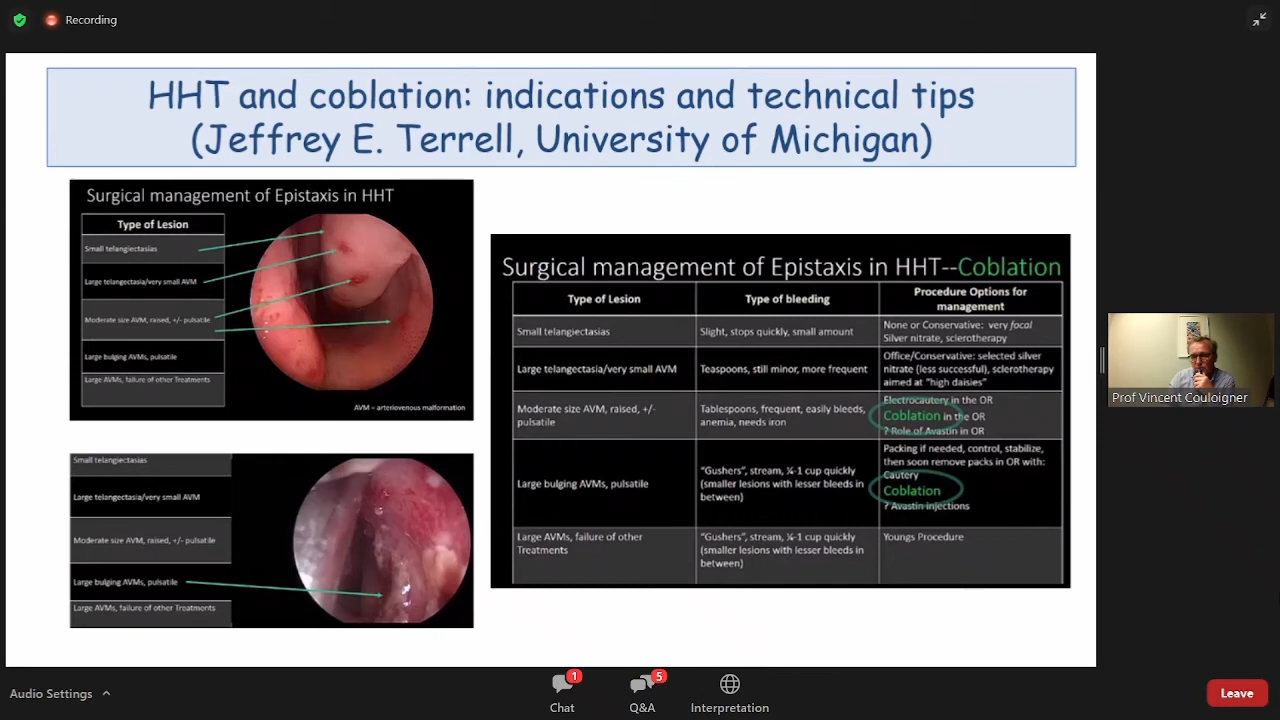 Recording
HHT and coblation: indications and technical tips
(Jeffrey E. Terrell, University of Michigan)
Surgical management of Epistaxis in HHT
Type of Lesion
Small telangiectasias
Large telangectasia/very small AVM
Moderate size AVM, raised, +/- pulsatile
Large bulging AVMs, pulsatile
Large AVMs, failure of other Treatments
AVM = arteriovenous malformation
Small telangiectasias
Large telangectasia/very small AVM
Moderate size AVM, raised, +/- pulsatile
Large bulging AVMs, pulsatile
Large AVMs, failure of other Treatments
Surgical management of Epistaxis in HHT--Coblation
Type of Lesion
Type of bleeding
Procedure Options for
management
Small telangiectasias
Slight, stops quickly, small amount
None or Conservative: very focal
Silver nitrate, sclerotherapy
Large telangectasia/very small AVM
Teaspoons, still minor, more frequent
Office/Conservative: selected silver
nitrate (less successful), sclerotherapy
aimed at "high daisies"
Moderate size AVM, raised, +/-
pulsatile
Tablespoons, frequent, easily bleeds,
anemia, needs iron
Electrocautery in the OR
Coblation in the OR
? Role of Avastin in OR
Large bulging AVMs, pulsatile
"Gushers", stream, ¼-1 cup quickly
(smaller lesions with lesser bleeds in
between)
Packing if needed, control, stabilize,
then soon remove packs in OR with:
Cautery
Coblation
? Avastin injections
Large AVMs, failure of other
Treatments
"Gushers", stream, ¼-1 cup quickly
(smaller lesions with lesser bleeds in
between)
Youngs Procedure
Prof Vincent Couloigner
Audio Settings
1
Chat
5
Q&A
Interpretation
Leave